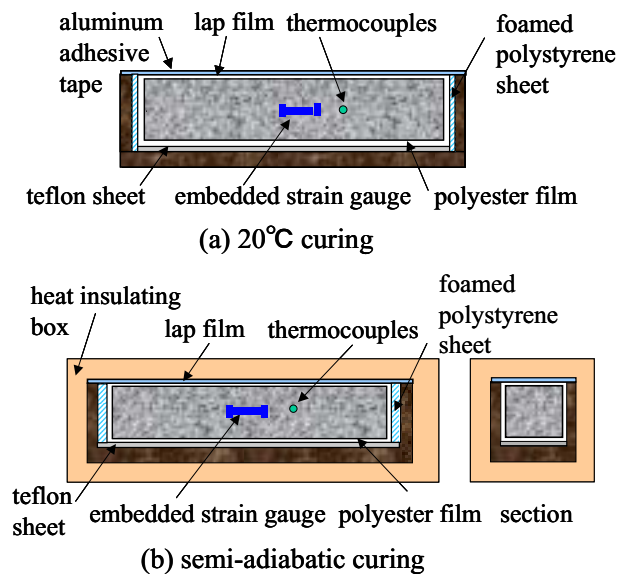 aluminum
adhesive
tape
lap film
thermocouples
foamed
polystyrene
sheet
teflon sheet
embedded strain gauge
polyester film
(a) 20℃ curing
heat insulating
box
lap film
thermocouples
foamed
polystyrene
sheet
teflon
sheet
embedded strain gauge
polyester film
section
(b) semi-adiabatic curing